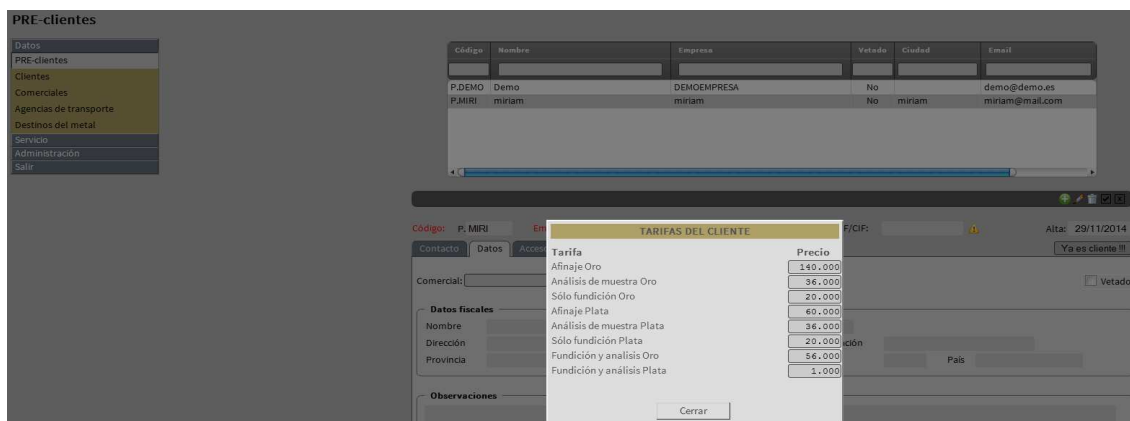 PRE-clientes
Datos
PRE-clientes
Clientes
Comerciales
Agencias de transporte
Destinos del metal
Servicio
Administración
Salir
Código Nombre Empresa Vetado Ciudad Email
P.DEMO Demo DEMOEMPRESA No demo@demo.es
P.MIRI miriam miriam No miriam miriam@mail.com
Código: P. MIRI Em F/CIF: Alta: 29/11/2014
Contacto Datos Acceso Ya es cliente !!!
Comercial: Vetado
Datos fiscales
Nombre
Dirección ción
Provincia País
Observaciones
TARIFAS DEL CLIENTE
Tarifa Precio
Afinaje Oro 140.000
Análisis de muestra Oro 36.000
Sólo fundición Oro 20.000
Afinaje Plata 60.000
Análisis de muestra Plata 36.000
Sólo fundición Plata 20.000
Fundición y analisis Oro 56.000
Fundición y análisis Plata 1.000
Cerrar